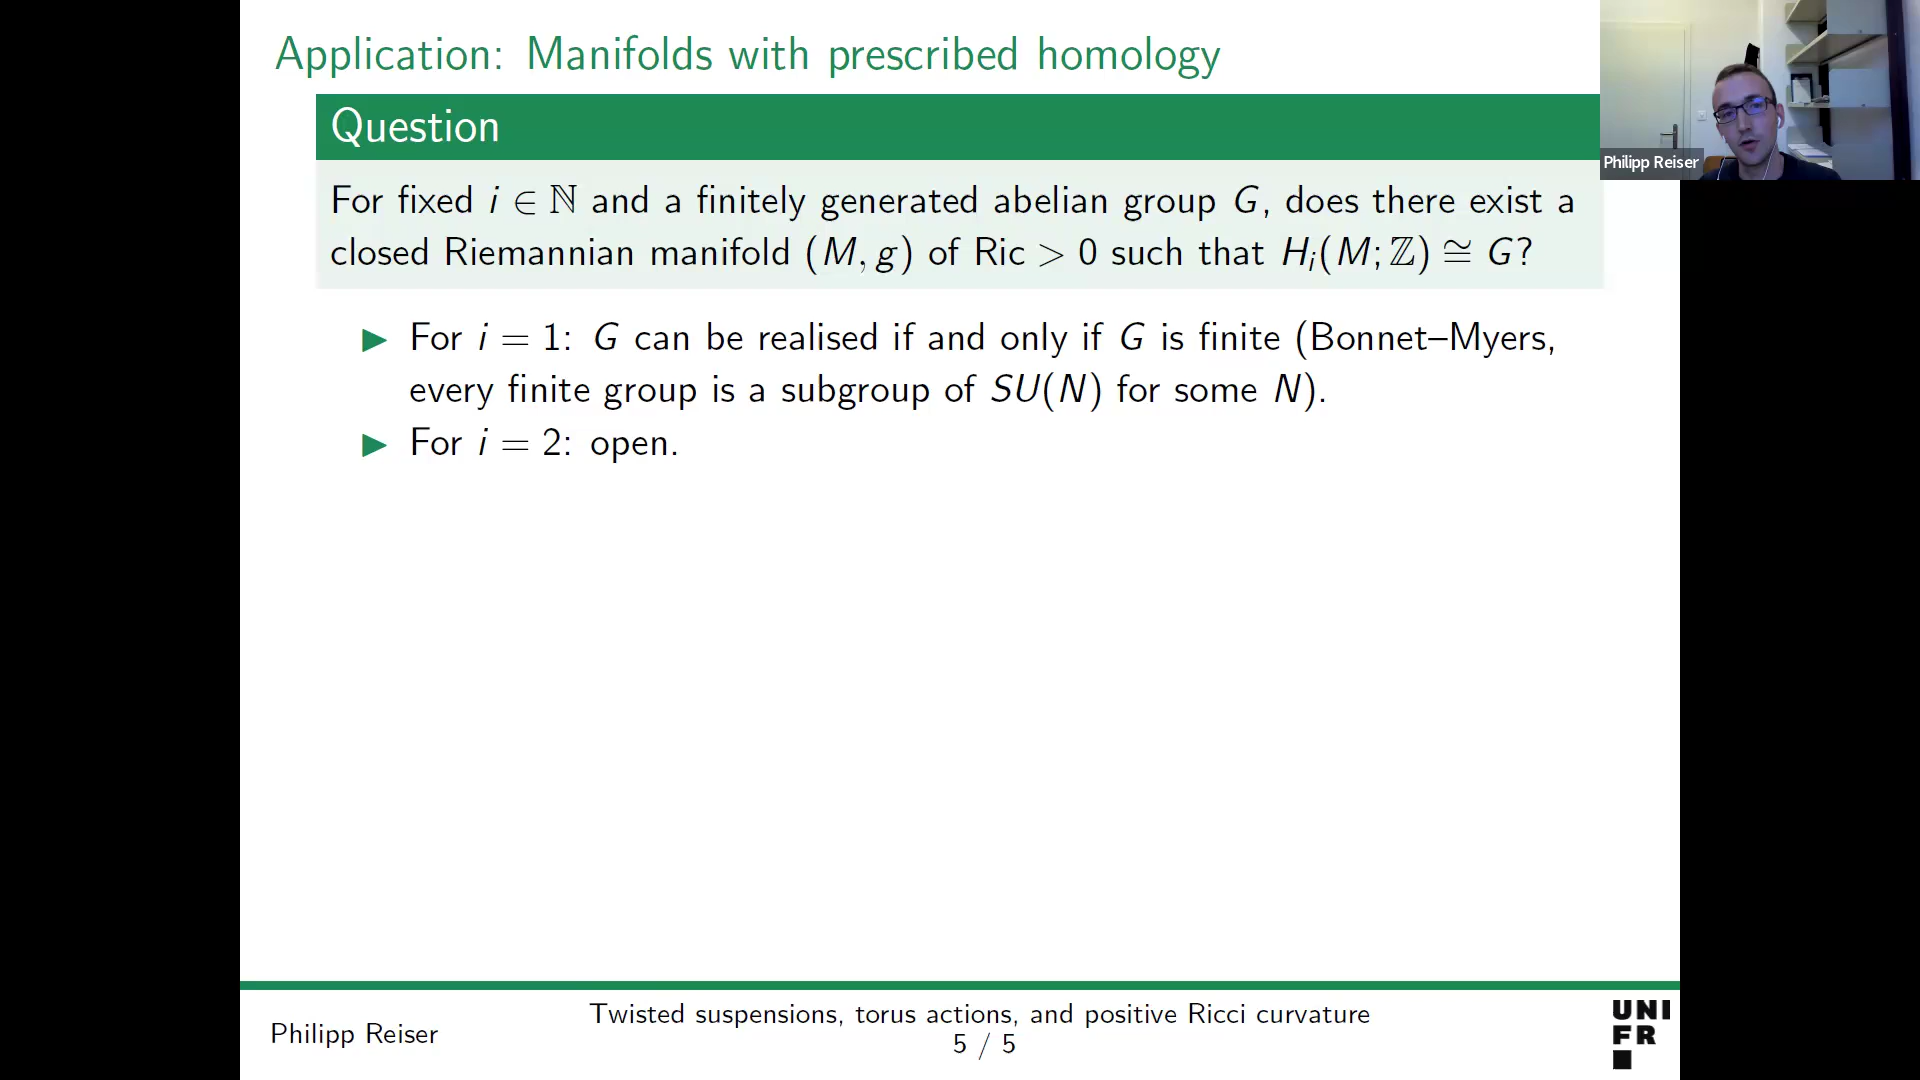 Application: Manifolds with prescribed homology
Question
For fixed i ∈ ℕ and a finitely generated abelian group G, does there exist a
closed Riemannian manifold (M, g) of Ric > 0 such that Hᵢ(M; ℤ) ≅ G?
▶ For i = 1: G can be realised if and only if G is finite (Bonnet–Myers,
every finite group is a subgroup of SU(N) for some N).
▶ For i = 2: open.
Philipp Reiser
Philipp Reiser
Twisted suspensions, torus actions, and positive Ricci curvature
5 / 5
UNI
FR